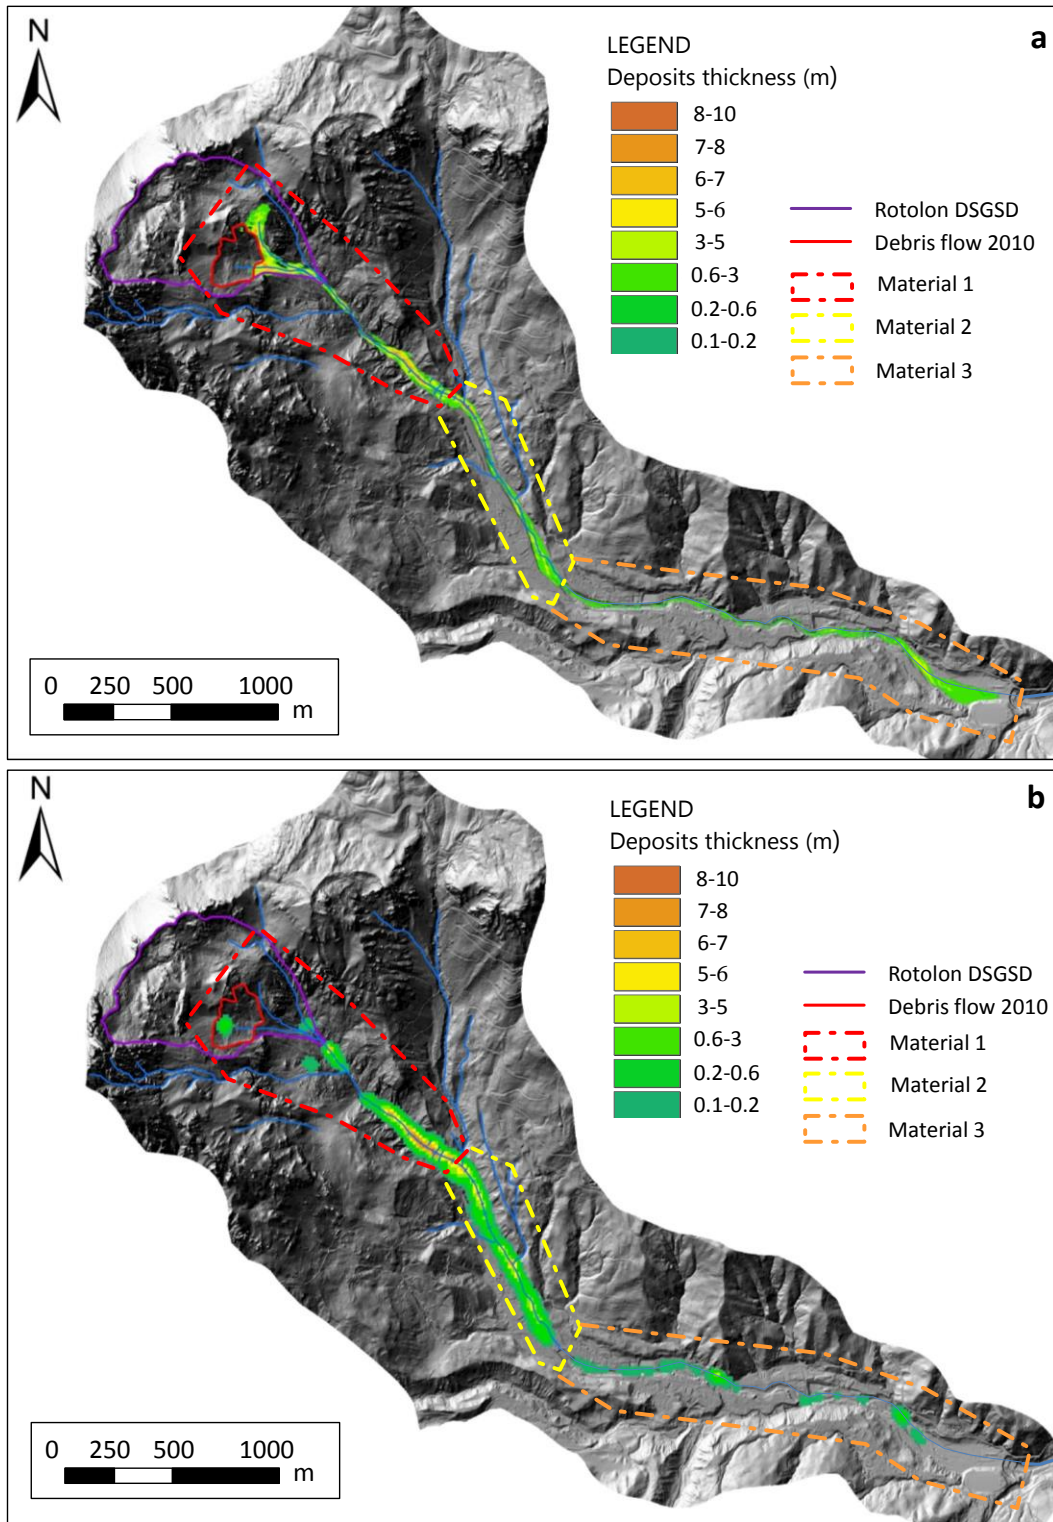 N
a
LEGEND
Deposits thickness (m)
8-10
7-8
6-7
5-6
3-5
0.6-3
0.2-0.6
0.1-0.2
Rotolon DSGSD
Debris flow 2010
Material 1
Material 2
Material 3
0 250 500 1000
m
N
b
LEGEND
Deposits thickness (m)
8-10
7-8
6-7
5-6
3-5
0.6-3
0.2-0.6
0.1-0.2
Rotolon DSGSD
Debris flow 2010
Material 1
Material 2
Material 3
0 250 500 1000
m